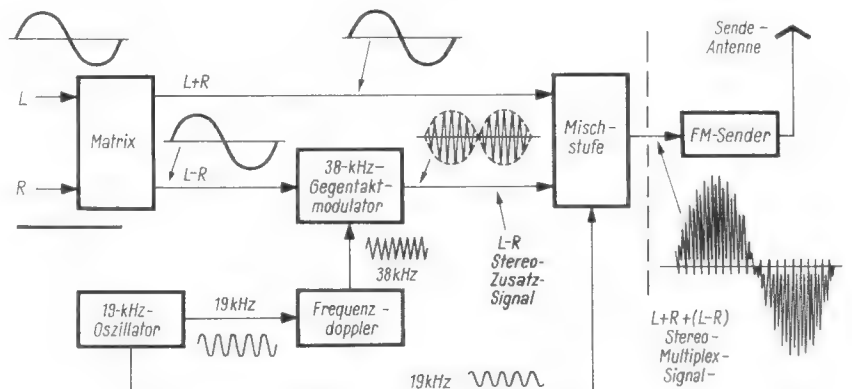 Sende-
Antenne
L+R
L
Matrix
Misch-
stufe
FM-Sender
L-R
38-kHz-
Gegentakt-
modulator
R
L-R
Stereo-
Zusatz-
Signal
38kHz
19-kHz-
Oszillator
19kHz
Frequenz-
doppler
L+R+(L-R)
Stereo-
Multiplex-
Signal-
19kHz